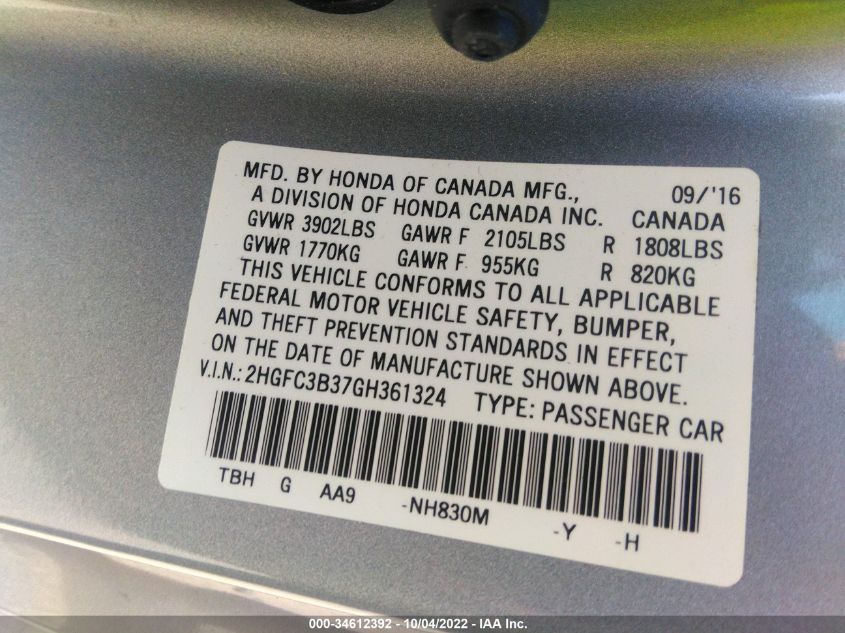 MFD. BY HONDA OF CANADA MFG., 09/'16
A DIVISION OF HONDA CANADA INC. CANADA
GVWR 3902LBS GAWR F 2105LBS R 1808LBS
GVWR 1770KG GAWR F 955KG R 820KG
THIS VEHICLE CONFORMS TO ALL APPLICABLE
FEDERAL MOTOR VEHICLE SAFETY, BUMPER,
AND THEFT PREVENTION STANDARDS IN EFFECT
ON THE DATE OF MANUFACTURE SHOWN ABOVE.
V.I.N.: 2HGFC3B37GH361324 TYPE: PASSENGER CAR
TBH G AA9 -NH830M -Y -H
000-34612392 - 10/04/2022 - IAA Inc.